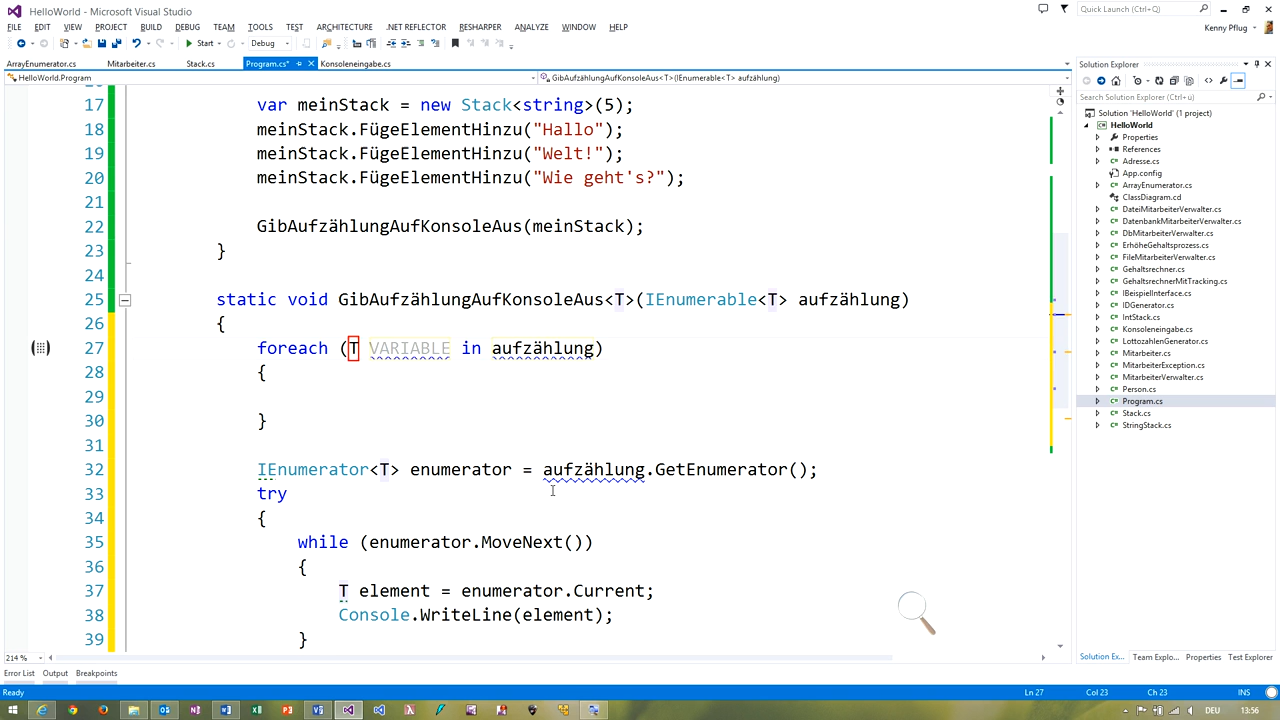 HelloWorld - Microsoft Visual Studio
Quick Launch (Ctrl+Q)
FILE EDIT VIEW PROJECT BUILD DEBUG TEAM TOOLS TEST ARCHITECTURE .NET REFLECTOR RESHARPER ANALYZE WINDOW HELP
Kenny Pflug
Start Debug
ArrayEnumerator.cs Mitarbeiter.cs Stack.cs Program.cs* Konsoleneingabe.cs
HelloWorld.Program
GibAufzählungAufKonsoleAus<T>(IEnumerable<T> aufzählung)
17 var meinStack = new Stack<string>(5);
18 meinStack.FügeElementHinzu("Hallo");
19 meinStack.FügeElementHinzu("Welt!");
20 meinStack.FügeElementHinzu("Wie geht's?");
21
22 GibAufzählungAufKonsoleAus(meinStack);
23 }
24
25 static void GibAufzählungAufKonsoleAus<T>(IEnumerable<T> aufzählung)
26 {
27 foreach (T VARIABLE in aufzählung)
28 {
29
30 }
31
32 IEnumerator<T> enumerator = aufzählung.GetEnumerator();
33 try
34 {
35 while (enumerator.MoveNext())
36 {
37 T element = enumerator.Current;
38 Console.WriteLine(element);
39 }
214 %
Solution Explorer
Search Solution Explorer (Ctrl+ü)
Solution 'HelloWorld' (1 project)
HelloWorld
Properties
References
Adresse.cs
App.config
ArrayEnumerator.cs
ClassDiagram.cd
DateiMitarbeiterVerwalter.cs
DatenbankMitarbeiterVerwalter.cs
DbMitarbeiterVerwalter.cs
ErhöheGehaltsprozess.cs
FileMitarbeiterVerwalter.cs
Gehaltsrechner.cs
GehaltsrechnerMitTracking.cs
IBeispielInterface.cs
IDGenerator.cs
IntStack.cs
Konsoleneingabe.cs
LottozahlenGenerator.cs
Mitarbeiter.cs
MitarbeiterException.cs
MitarbeiterVerwalter.cs
Person.cs
Program.cs
Stack.cs
StringStack.cs
Solution Ex... Team Explo... Properties Test Explorer
Error List Output Breakpoints
Ready Ln 27 Col 23 Ch 23 INS
DEU 13:56